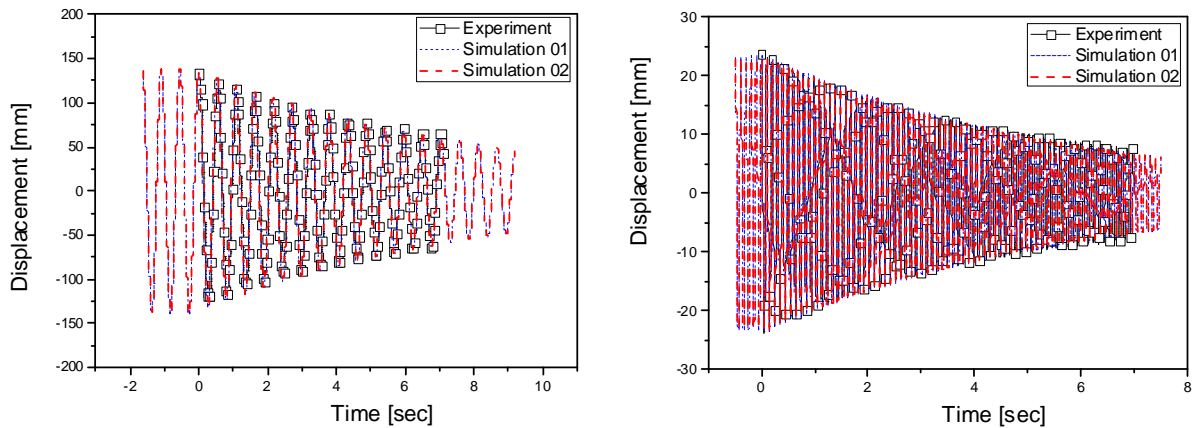 200
150
100
50
0
-50
-100
-150
-200
-2
0
2
4
6
8
10
Displacement [mm]
Time [sec]
Experiment
Simulation 01
Simulation 02
30
20
10
0
-10
-20
-30
0
2
4
6
8
Displacement [mm]
Time [sec]
Experiment
Simulation 01
Simulation 02